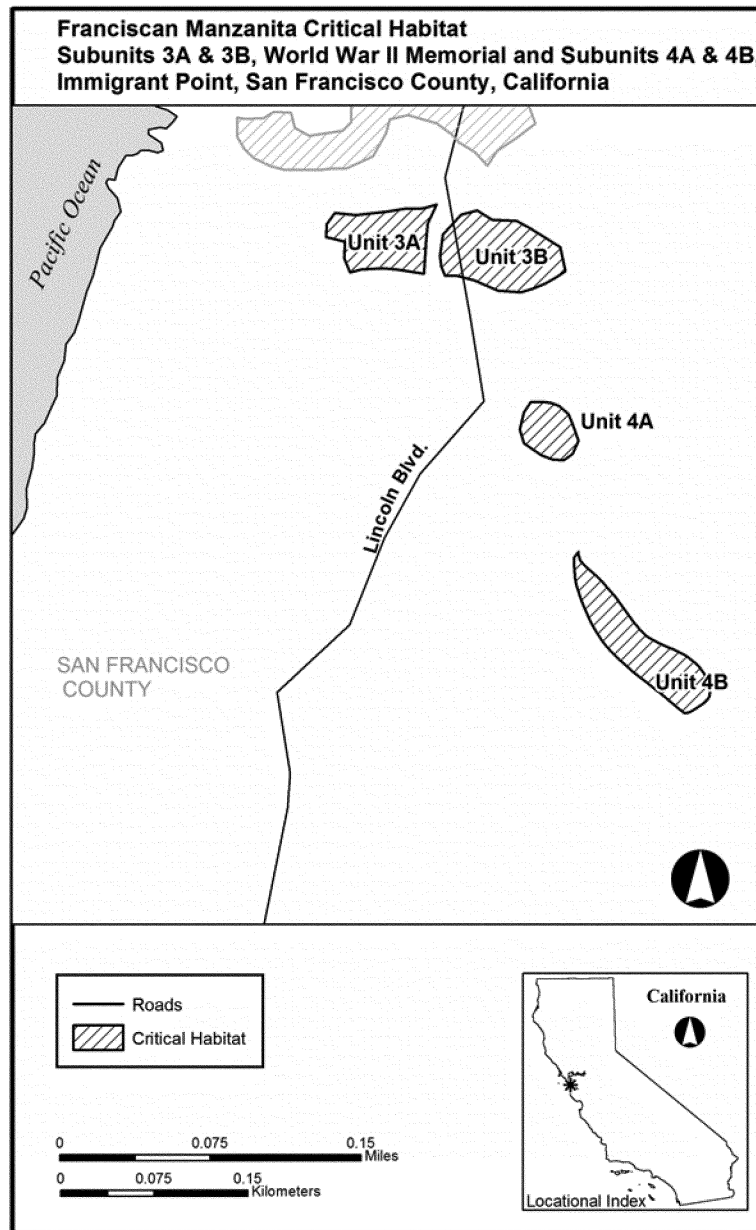 Franciscan Manzanita Critical Habitat
Subunits 3A & 3B, World War II Memorial and Subunits 4A & 4B,
Immigrant Point, San Francisco County, California
Pacific Ocean
Unit 3A
Unit 3B
Unit 4A
Lincoln Blvd.
SAN FRANCISCO
COUNTY
Unit 4B
Roads
Critical Habitat
California
0 0.075 0.15
Miles
0 0.075 0.15
Kilometers
Locational Index